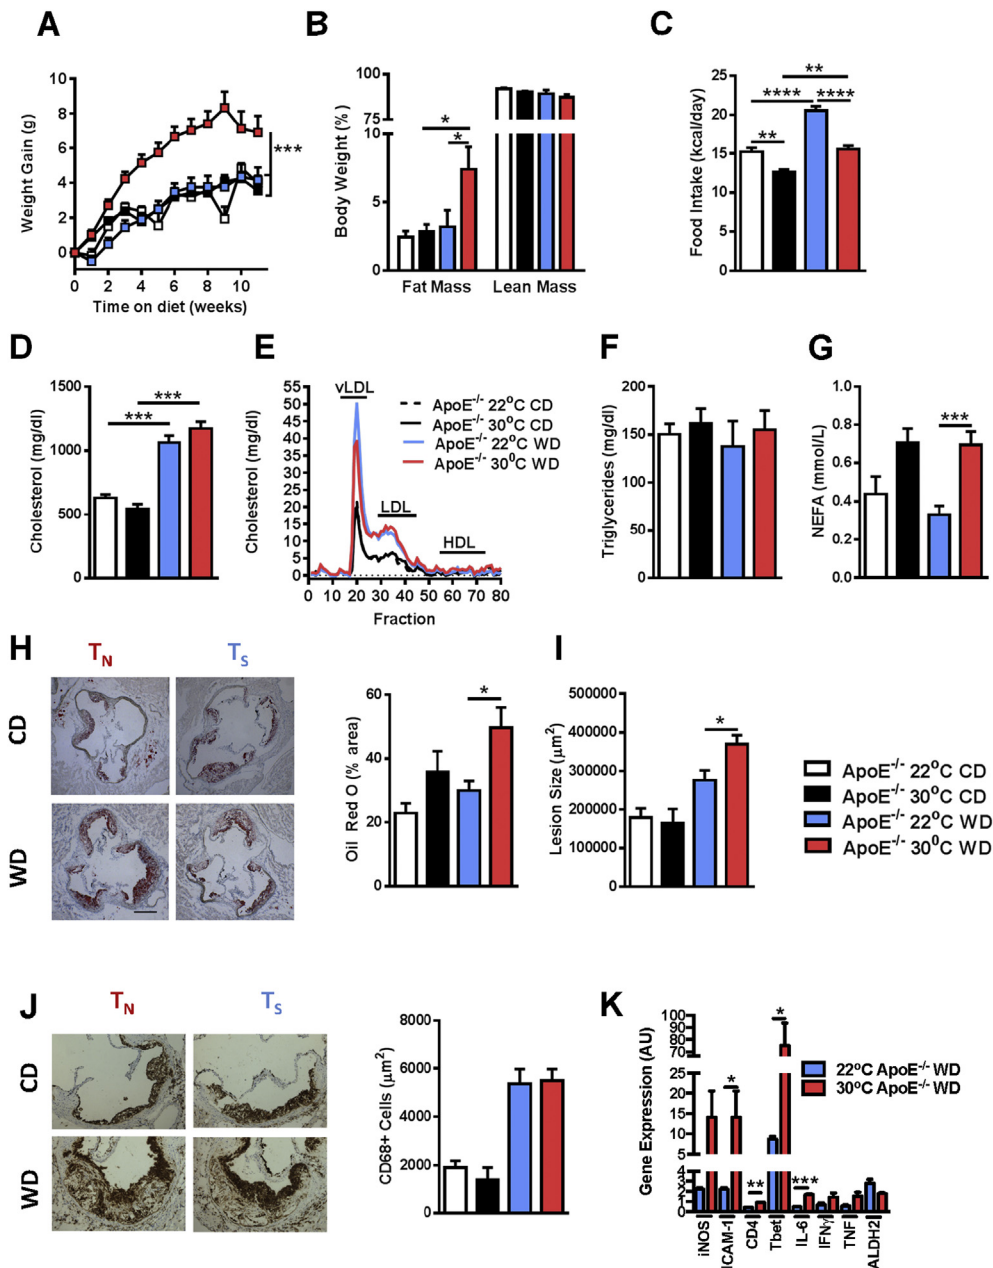 A
Weight Gain (g)
10
8
6
4
2
0
***
0 2 4 6 8 10
Time on diet (weeks)
B
Body Weight (%)
100
75
10
5
0
*
*
Fat Mass Lean Mass
C
Food Intake (kcal/day)
25
20
15
10
5
0
**
**** ****
**
D
Cholesterol (mg/dl)
1500
1000
500
0
***
***
E
Cholesterol (mg/dl)
55
50
45
40
35
30
25
20
15
10
5
0
vLDL
LDL
HDL
ApoE-/- 22°C CD
ApoE-/- 30°C CD
ApoE-/- 22°C WD
ApoE-/- 30⁰C WD
0 10 20 30 40 50 60 70 80
Fraction
F
Triglycerides (mg/dl)
200
150
100
50
0
G
NEFA (mmol/L)
1.0
0.8
0.6
0.4
0.2
0.0
***
H
TN TS
CD
WD
Oil Red O (% area)
60
40
20
0
*
I
Lesion Size (µm²)
500000
400000
300000
200000
100000
0
*
ApoE-/- 22°C CD
ApoE-/- 30°C CD
ApoE-/- 22°C WD
ApoE-/- 30⁰C WD
J
TN TS
CD
WD
CD68+ Cells (µm²)
8000
6000
4000
2000
0
K
Gene Expression (AU)
100
90
80
70
25
20
15
10
5
4
3
2
1
0
*
*
**
***
22ºC ApoE-/- WD
30ºC ApoE-/- WD
iNOS
ICAM-1
CD4
Tbet
IL-6
IFNγ
TNF
ALDH2